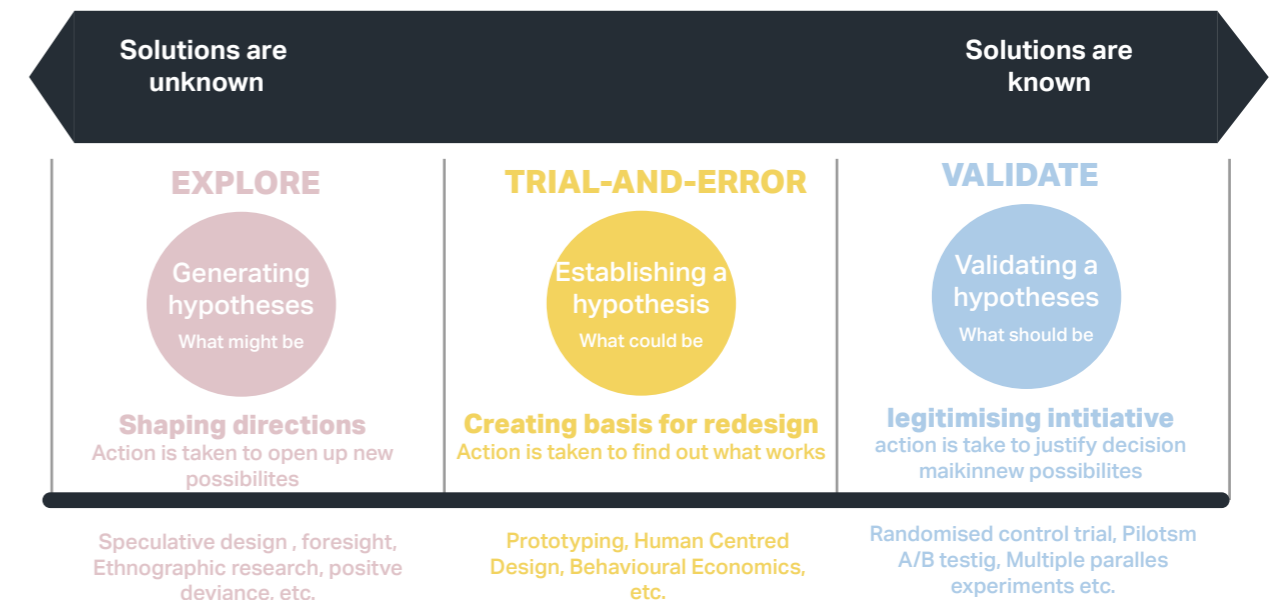 Solutions are
unknown
Solutions are
known
EXPLORE
Generating
hypotheses
What might be
Shaping directions
Action is taken to open up new
possibilites
Speculative design , foresight,
Ethnographic research, positve
deviance, etc.
TRIAL-AND-ERROR
Establishing a
hypothesis
What could be
Creating basis for redesign
Action is taken to find out what works
Prototyping, Human Centred
Design, Behavioural Economics,
etc.
VALIDATE
Validating a
hypotheses
What should be
legitimising intitiative
action is take to justify decision
maikinnew possibilites
Randomised control trial, Pilotsm
A/B testig, Multiple paralles
experiments etc.